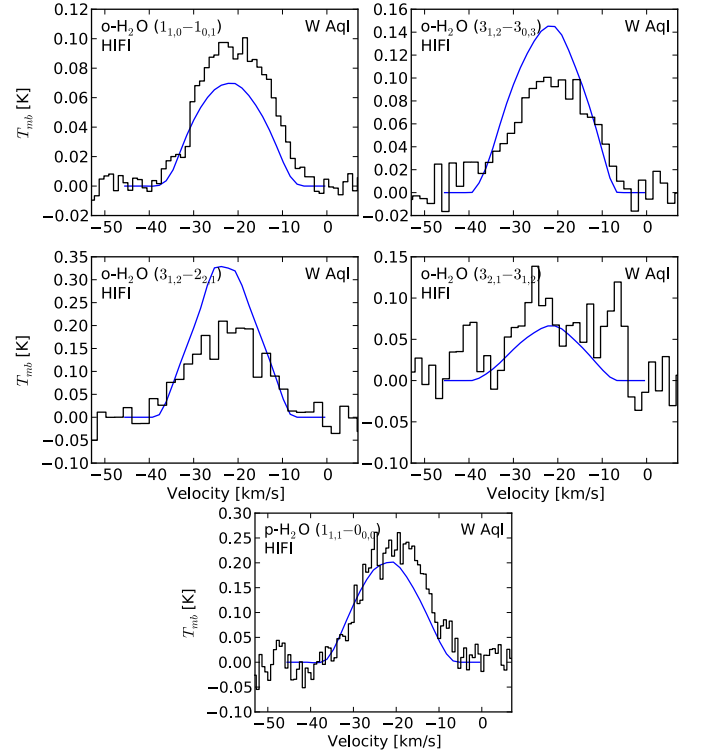 o-H₂O (1₁,₀−1₀,₁) W Aql
HIFI
T_mb [K]
0.12
0.10
0.08
0.06
0.04
0.02
0.00
−0.02
−50 −40 −30 −20 −10 0
o-H₂O (3₁,₂−3₀,₃) W Aql
HIFI
0.16
0.14
0.12
0.10
0.08
0.06
0.04
0.02
0.00
−0.02
−50 −40 −30 −20 −10 0
o-H₂O (3₁,₂−2₂,₁) W Aql
HIFI
T_mb [K]
0.35
0.30
0.25
0.20
0.15
0.10
0.05
0.00
−0.05
−0.10
−50 −40 −30 −20 −10 0
Velocity [km/s]
o-H₂O (3₂,₁−3₁,₂) W Aql
HIFI
0.15
0.10
0.05
0.00
−0.05
−0.10
−50 −40 −30 −20 −10 0
Velocity [km/s]
p-H₂O (1₁,₁−0₀,₀) W Aql
HIFI
T_mb [K]
0.30
0.25
0.20
0.15
0.10
0.05
0.00
−0.05
−0.10
−50 −40 −30 −20 −10 0
Velocity [km/s]